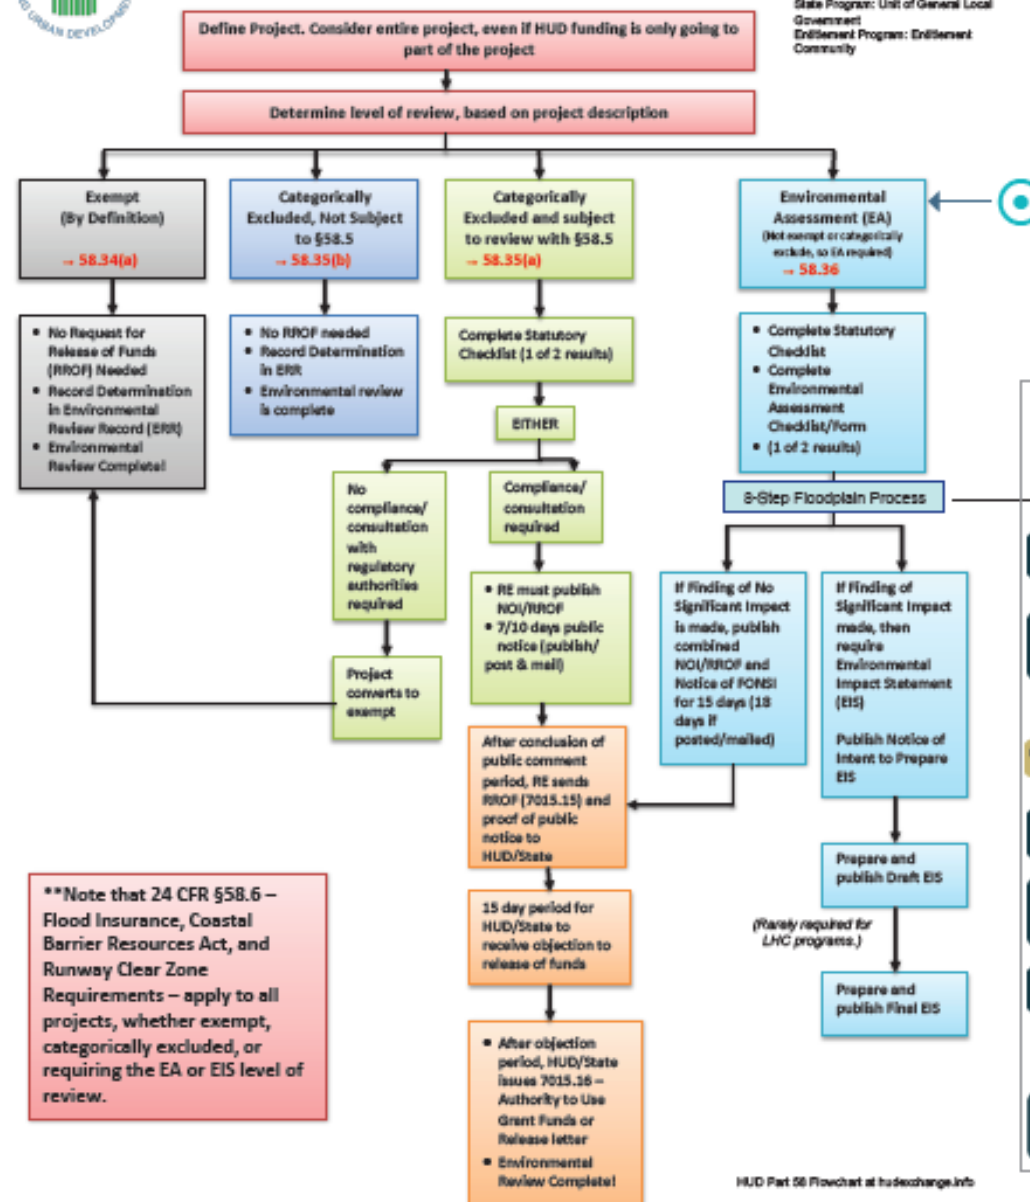 URBAN DEVELOPMENT
State Program: Unit of General Local
Government
Entitlement Program: Entitlement
Community
Define Project. Consider entire project, even if HUD funding is only going to
part of the project
Determine level of review, based on project description
Exempt
(By Definition)
→ 58.34(a)
Categorically
Excluded, Not Subject
to §58.5
→ 58.35(b)
Categorically
Excluded and subject
to review with §58.5
→ 58.35(a)
Environmental
Assessment (EA)
(Not exempt or categorically
exclude, so EA required)
→ 58.36
• No Request for
Release of Funds
(RROF) Needed
• Record Determination
in Environmental
Review Record (ERR)
• Environmental
Review Complete!
• No RROF needed
• Record Determination
in ERR
• Environmental review
is complete
Complete Statutory
Checklist (1 of 2 results)
• Complete Statutory
Checklist
• Complete
Environmental
Assessment
Checklist/Form
• (1 of 2 results)
EITHER
8-Step Floodplain Process
No
compliance/
consultation
with
regulatory
authorities
required
Compliance/
consultation
required
Project
converts to
exempt
• RE must publish
NOI/RROF
• 7/10 days public
notice (publish/
post & mail)
If Finding of No
Significant Impact
is made, publish
combined
NOI/RROF and
Notice of FONSI
for 15 days (18
days if
posted/mailed)
If Finding of
Significant Impact
made, then
require
Environmental
Impact Statement
(EIS)
Publish Notice of
Intent to Prepare
EIS
After conclusion of
public comment
period, RE sends
RROF (7015.15) and
proof of public
notice to
HUD/State
Prepare and
publish Draft EIS
(Rarely required for
LHC programs.)
Prepare and
publish Final EIS
15 day period for
HUD/State to
receive objection to
release of funds
• After objection
period, HUD/State
issues 7015.16 –
Authority to Use
Grant Funds or
Release letter
• Environmental
Review Complete!
**Note that 24 CFR §58.6 –
Flood Insurance, Coastal
Barrier Resources Act, and
Runway Clear Zone
Requirements – apply to all
projects, whether exempt,
categorically excluded, or
requiring the EA or EIS level of
review.
HUD Part 58 Flowchart at hudexchange.info